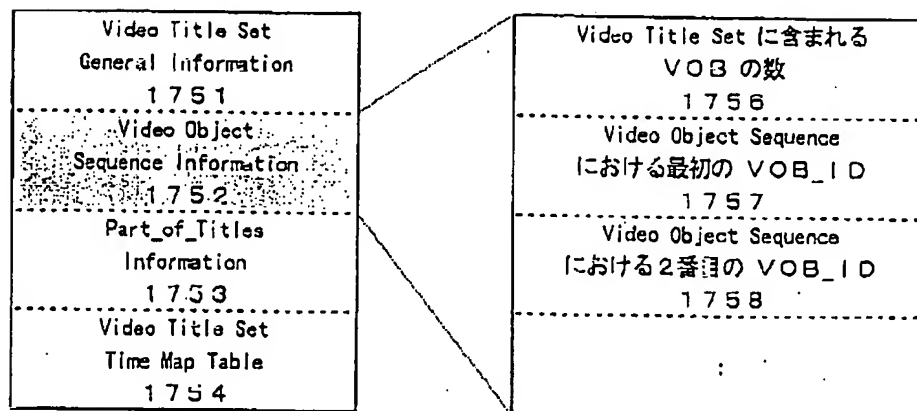 Video Title Set
General Information
1751
Video Object
Sequence Information
1752
Part_of_Titles
Information
1753
Video Title Set
Time Map Table
1754
Video Title Set に含まれる
VOB の数
1756
Video Object Sequence
における最初の VOB_ID
1757
Video Object Sequence
における2番目の VOB_ID
1758
: